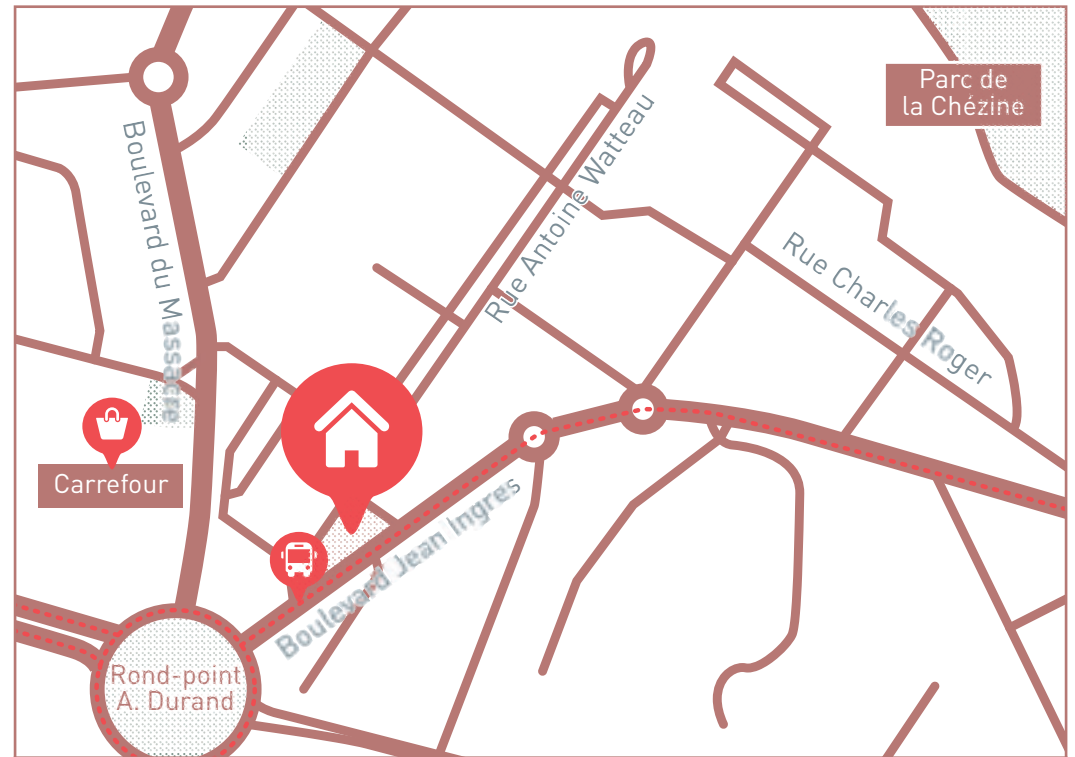 Parc de
la Chézine
Boulevard du Massacre
Rue Antoine Watteau
Rue Charles Roger
Carrefour
Boulevard Jean Ingres
Rond-point
A. Durand